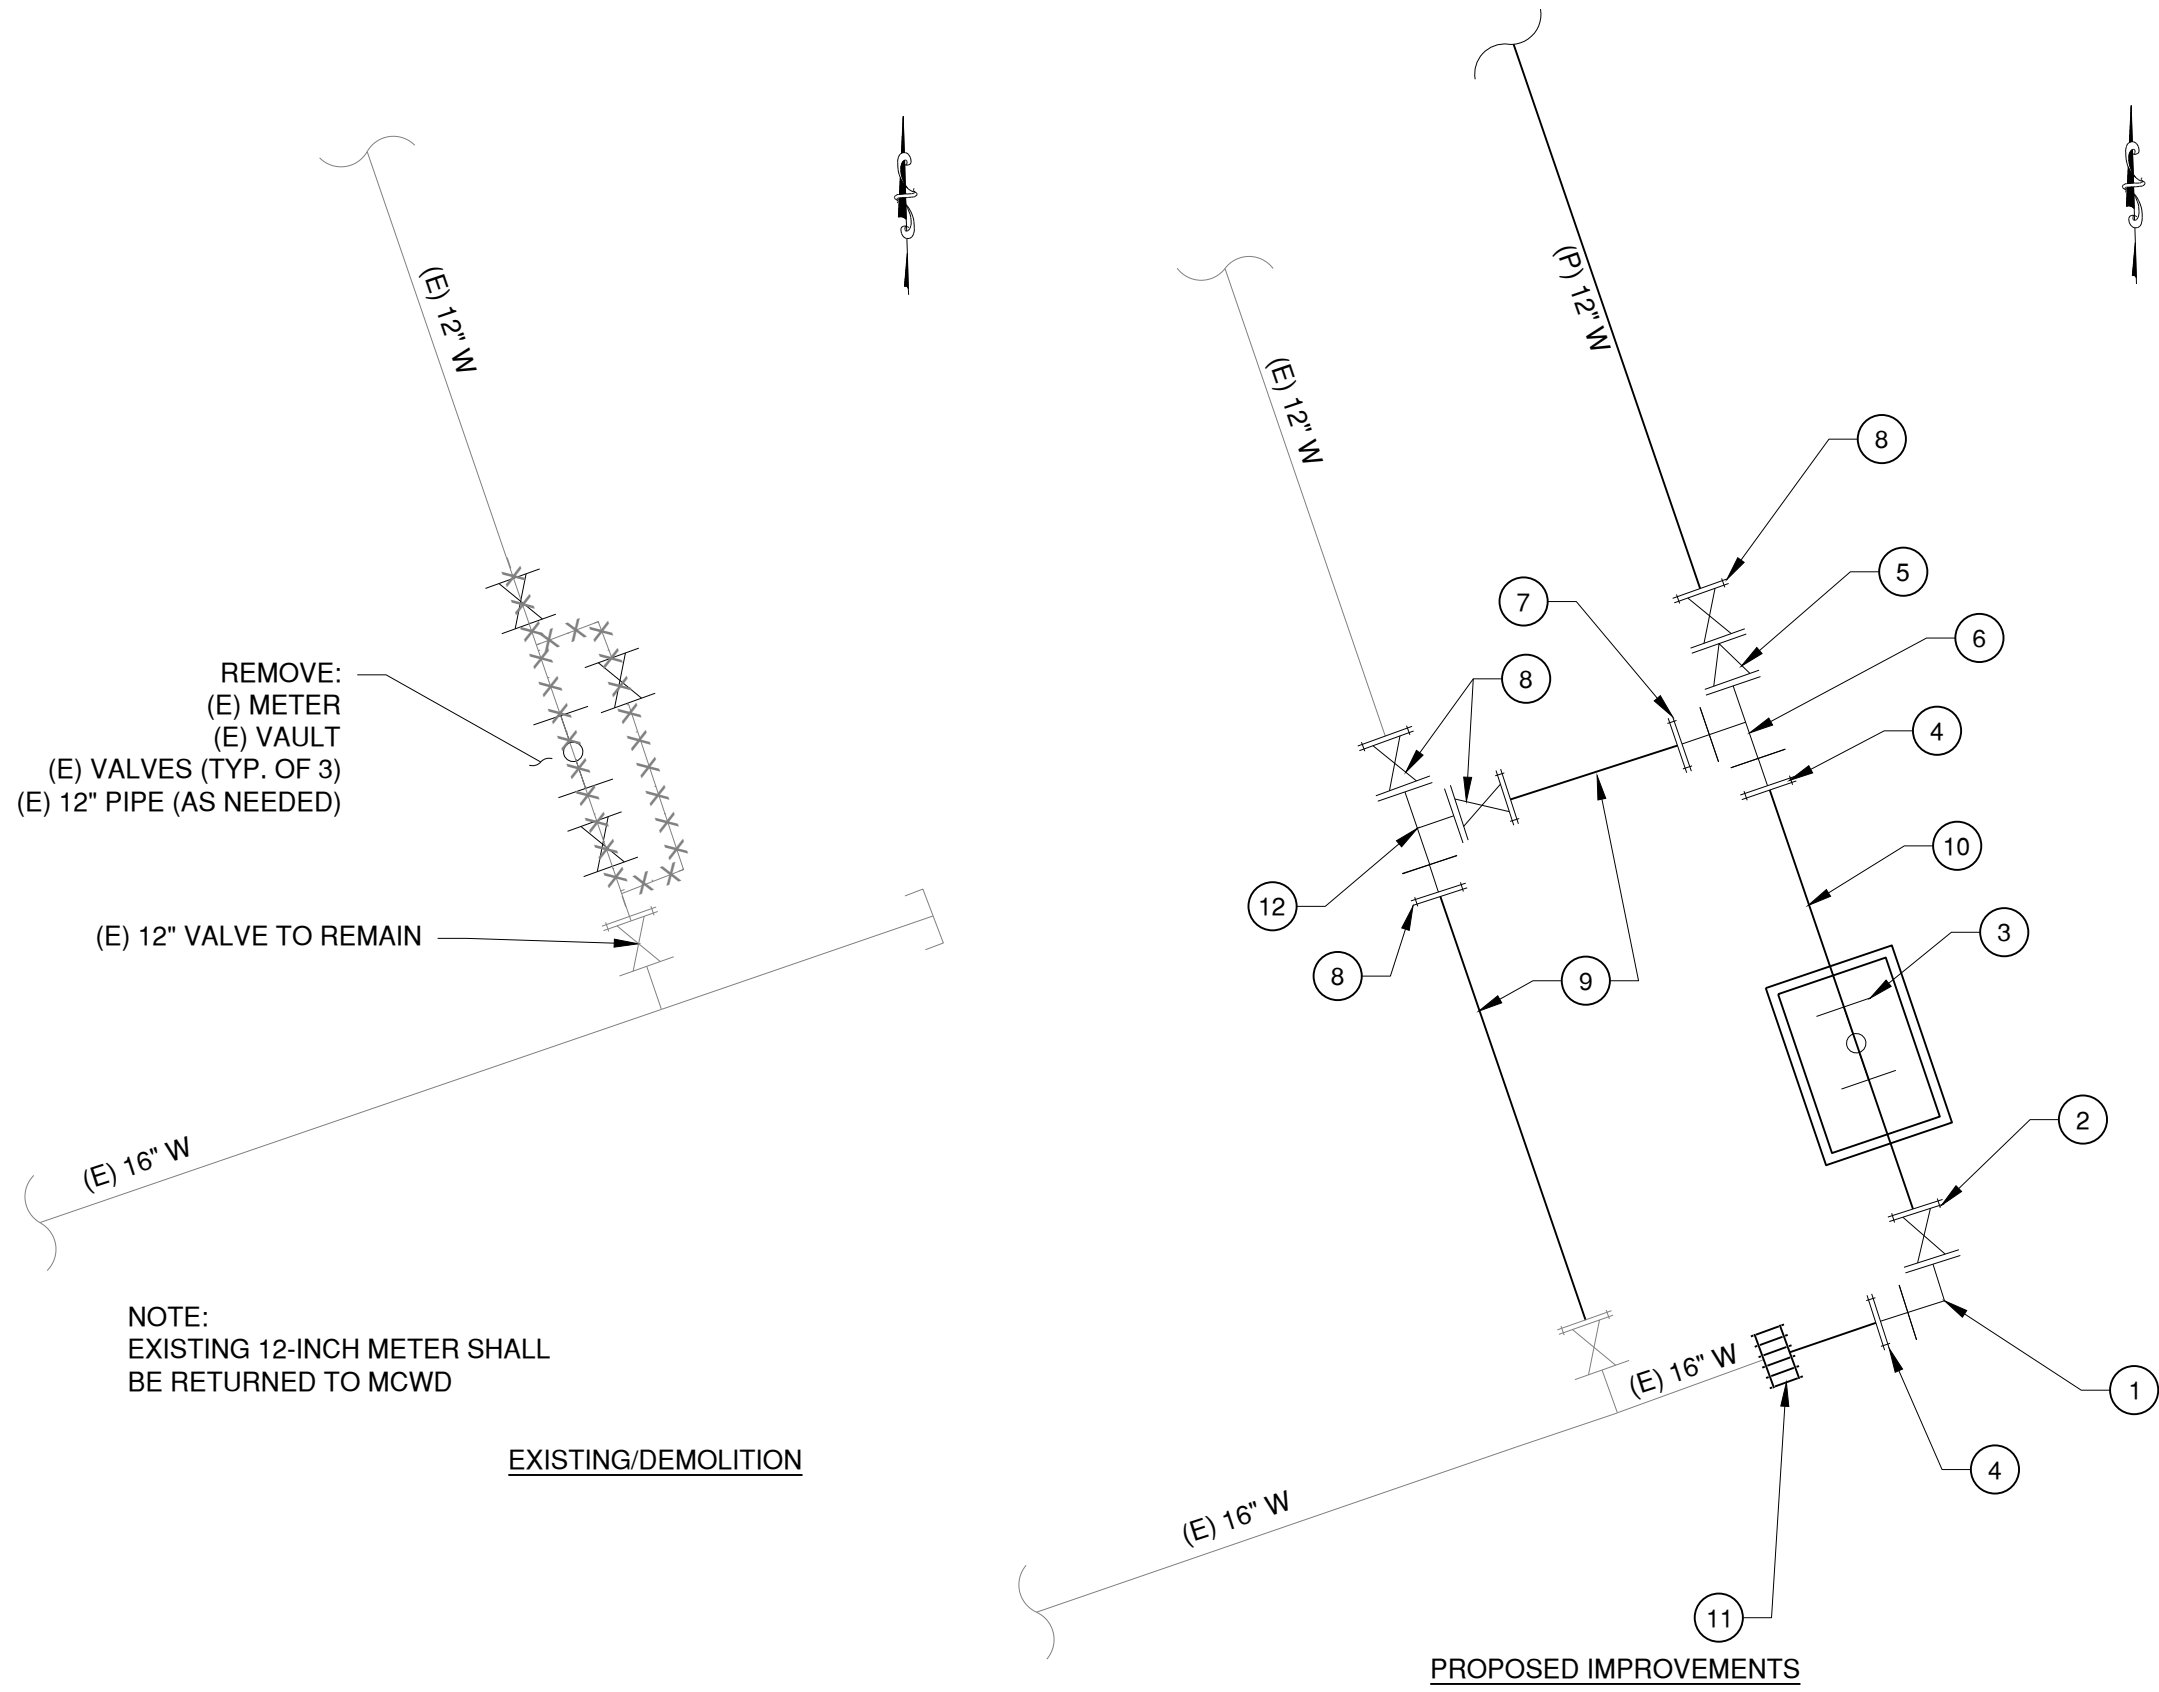 (E) 12" W
REMOVE:
(E) METER
(E) VAULT
(E) VALVES (TYP. OF 3)
(E) 12" PIPE (AS NEEDED)
(E) 12" VALVE TO REMAIN
(E) 16" W
NOTE:
EXISTING 12-INCH METER SHALL
BE RETURNED TO MCWD
EXISTING/DEMOLITION
(P) 12" W
(E) 12" W
8
5
7
6
8
4
10
12
3
8
9
2
(E) 16" W
1
4
(E) 16" W
11
PROPOSED IMPROVEMENTS